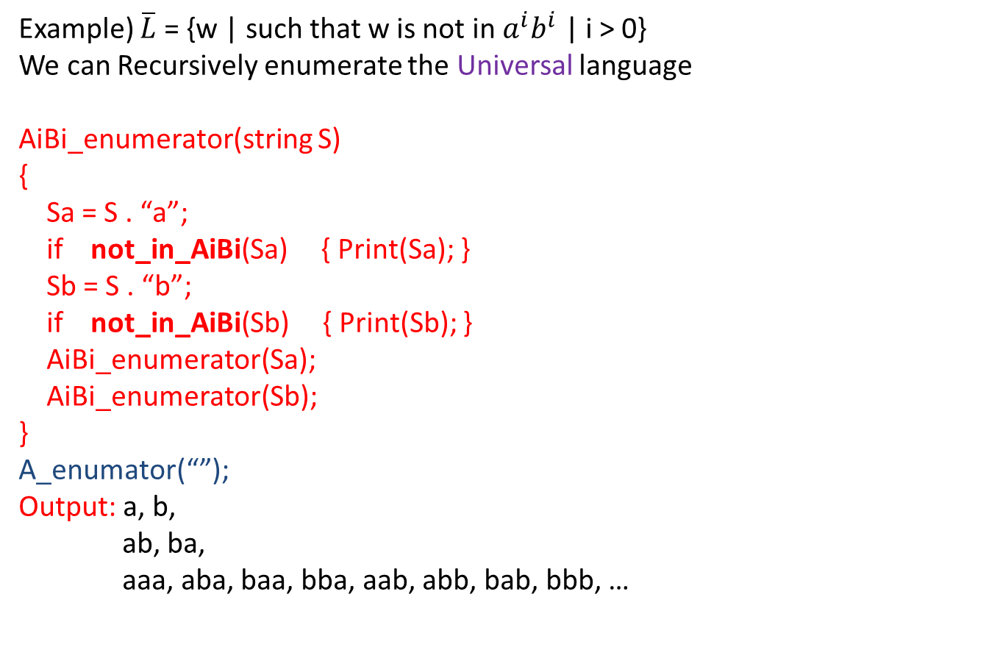 Example) L̅ = {w | such that w is not in aⁱbⁱ | i > 0}
We can Recursively enumerate the Universal language
AiBi_enumerator(string S)
{
Sa = S . “a”;
if not_in_AiBi(Sa) { Print(Sa); }
Sb = S . “b”;
if not_in_AiBi(Sb) { Print(Sb); }
AiBi_enumerator(Sa);
AiBi_enumerator(Sb);
}
A_enumator(“”);
Output: a, b,
ab, ba,
aaa, aba, baa, bba, aab, abb, bab, bbb, ...